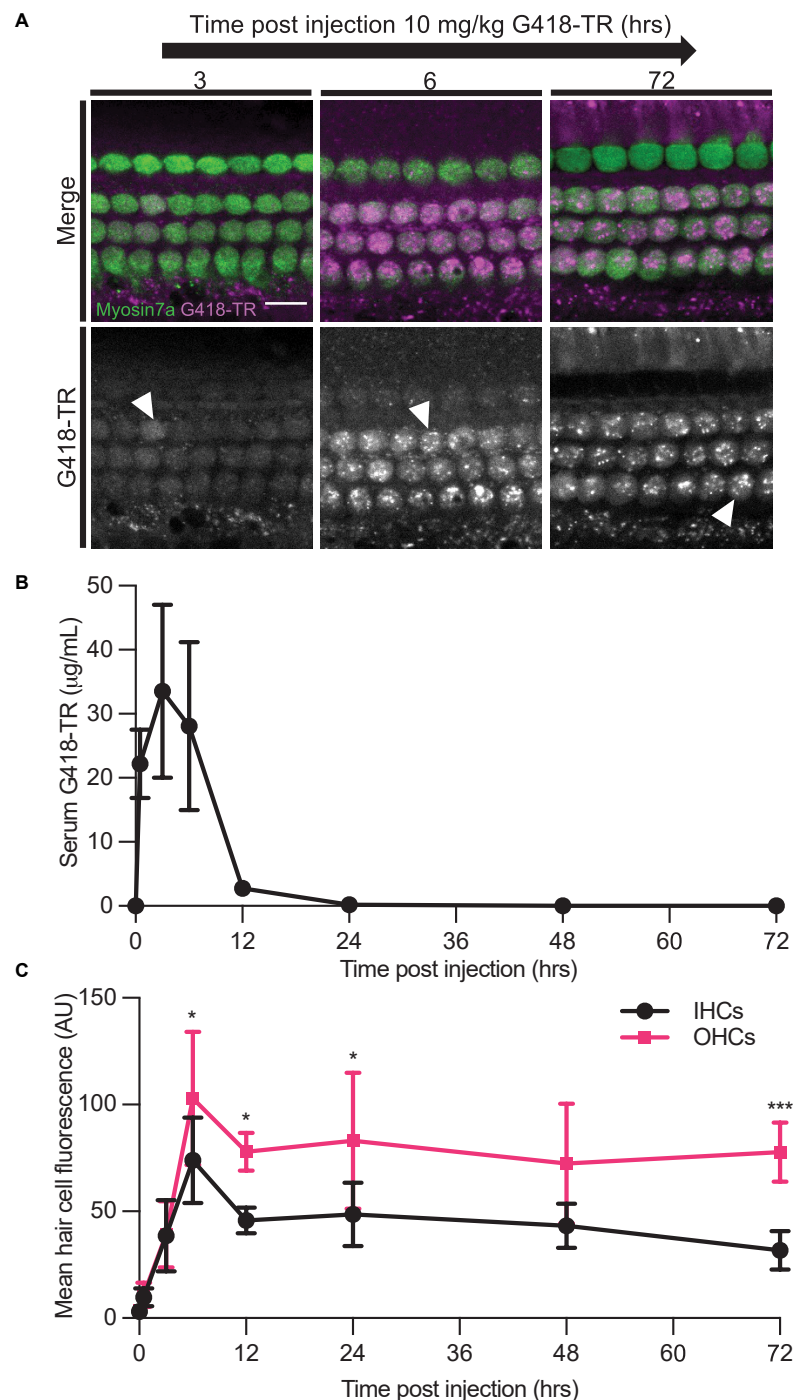 A
Time post injection 10 mg/kg G418-TR (hrs)
3 6 72
Merge
Myosin7a G418-TR
G418-TR
B
Serum G418-TR (µg/mL)
50
40
30
20
10
0
0 12 24 36 48 60 72
Time post injection (hrs)
C
Mean hair cell fluorescence (AU)
150
100
50
0
IHCs
OHCs
* * * ***
0 12 24 36 48 60 72
Time post injection (hrs)